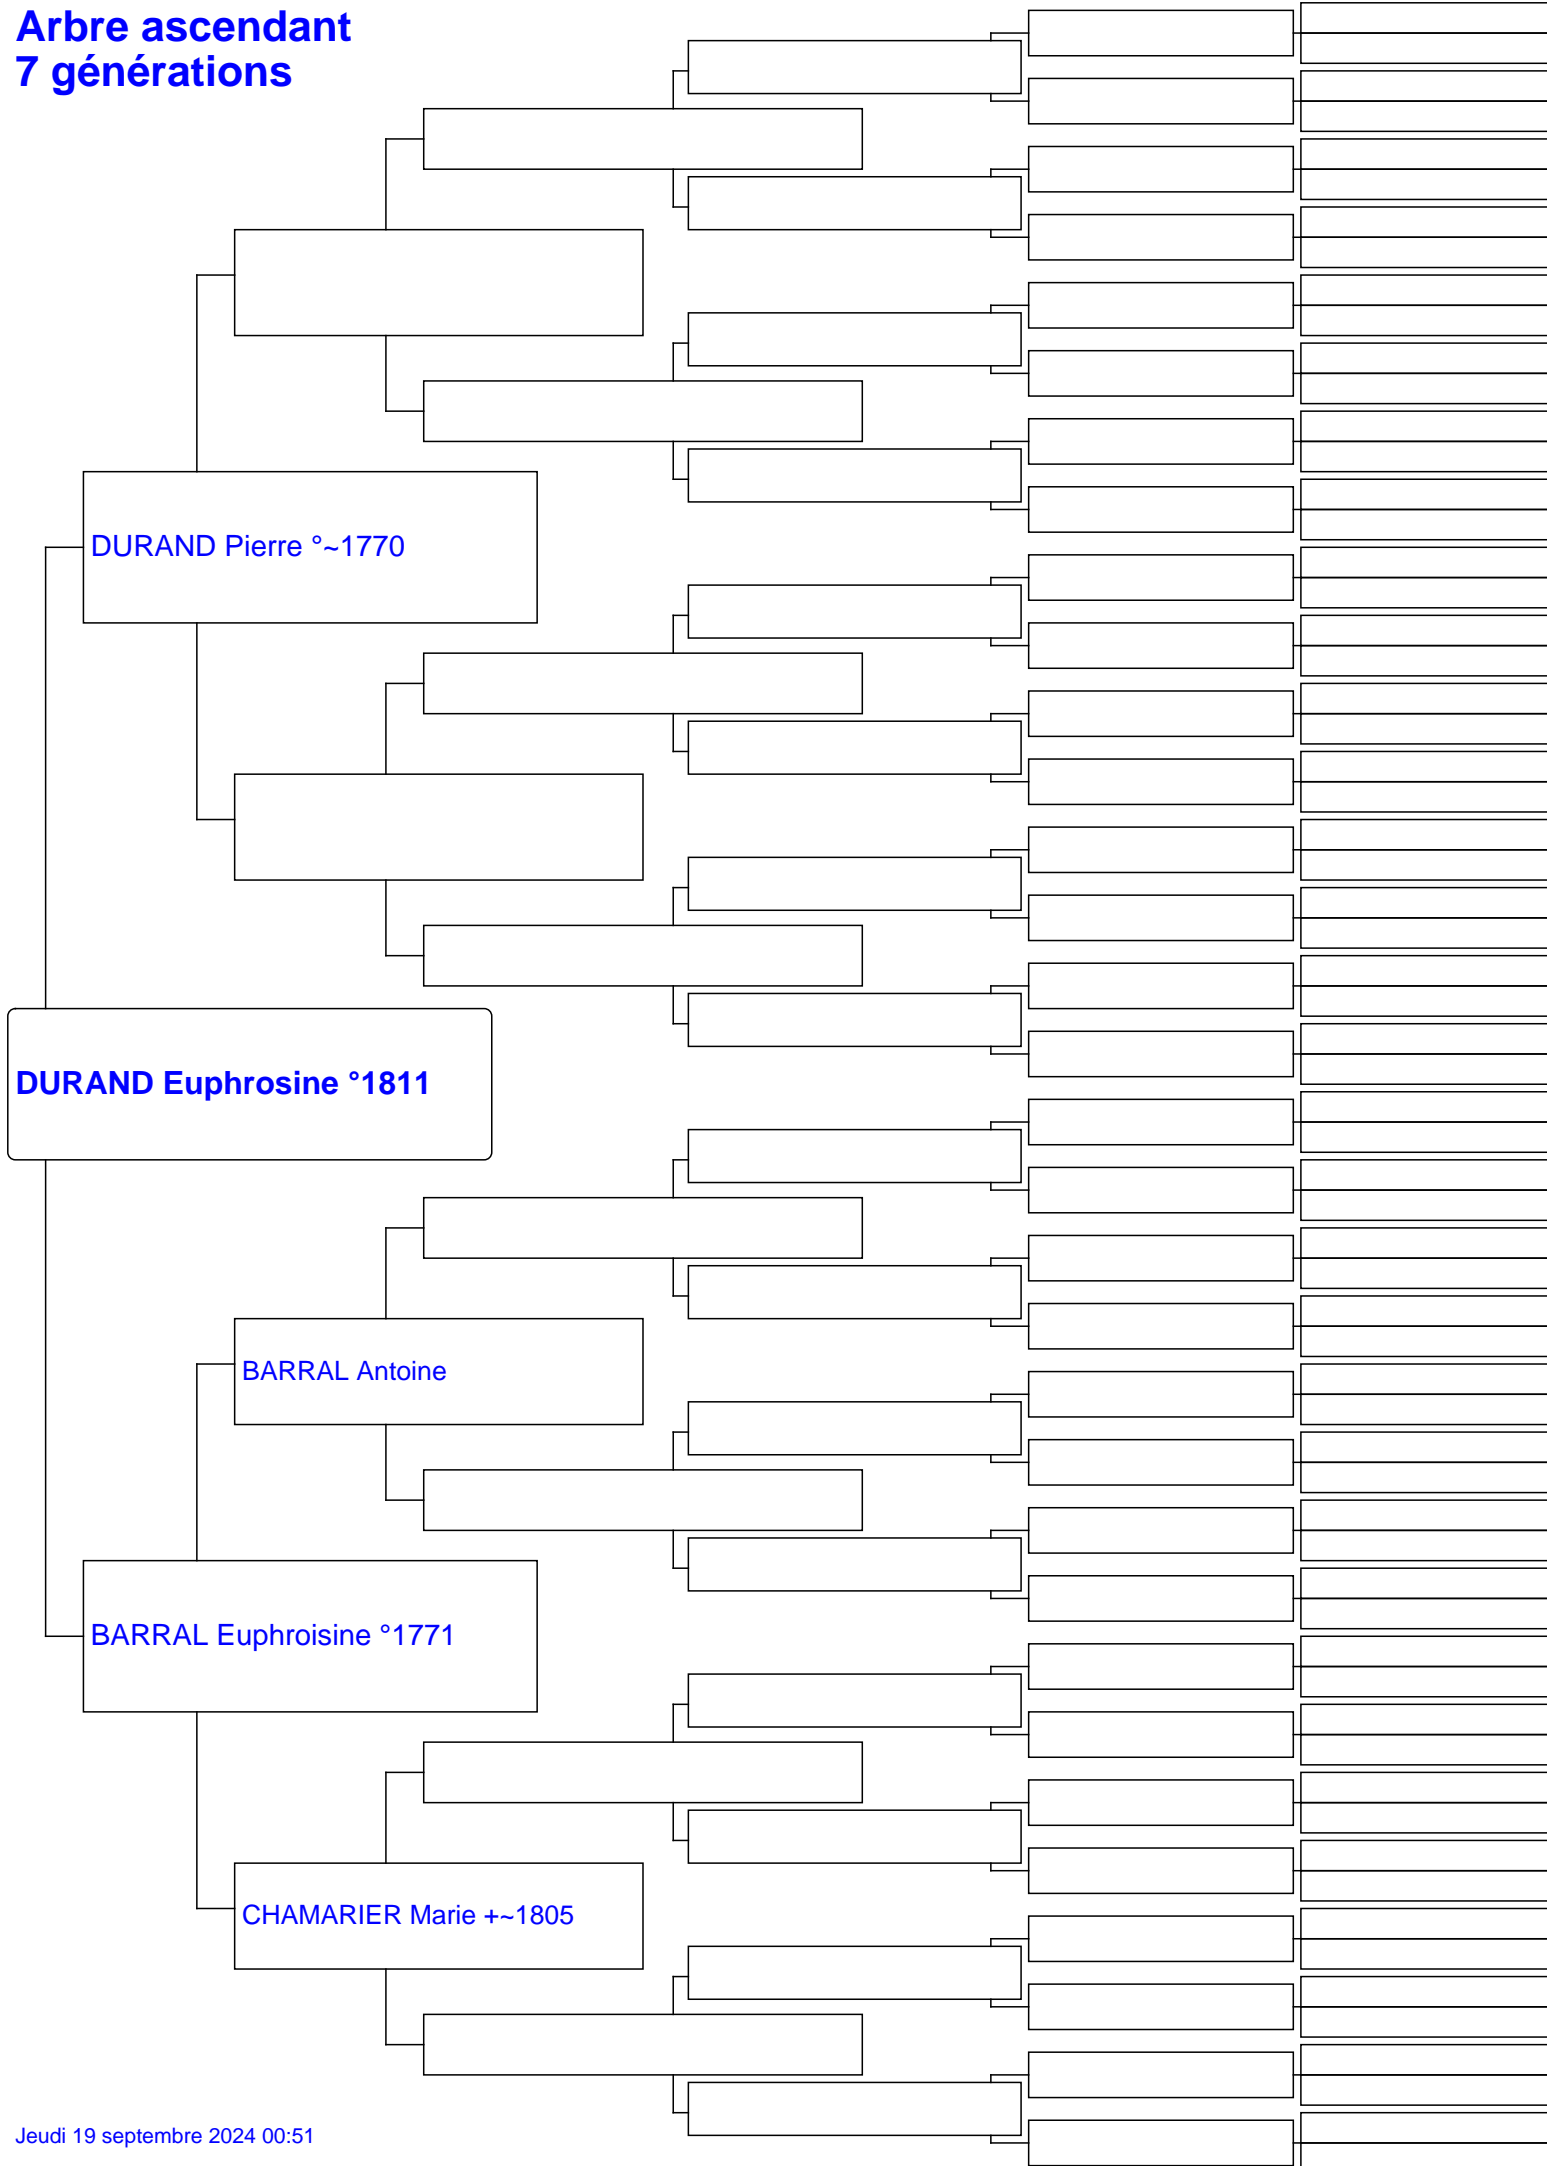 Arbre ascendant
7 générations
DURAND Pierre °~1770
DURAND Euphrosine °1811
BARRAL Antoine
BARRAL Euphroisine °1771
CHAMARIER Marie +~1805
Jeudi 19 septembre 2024 00:51